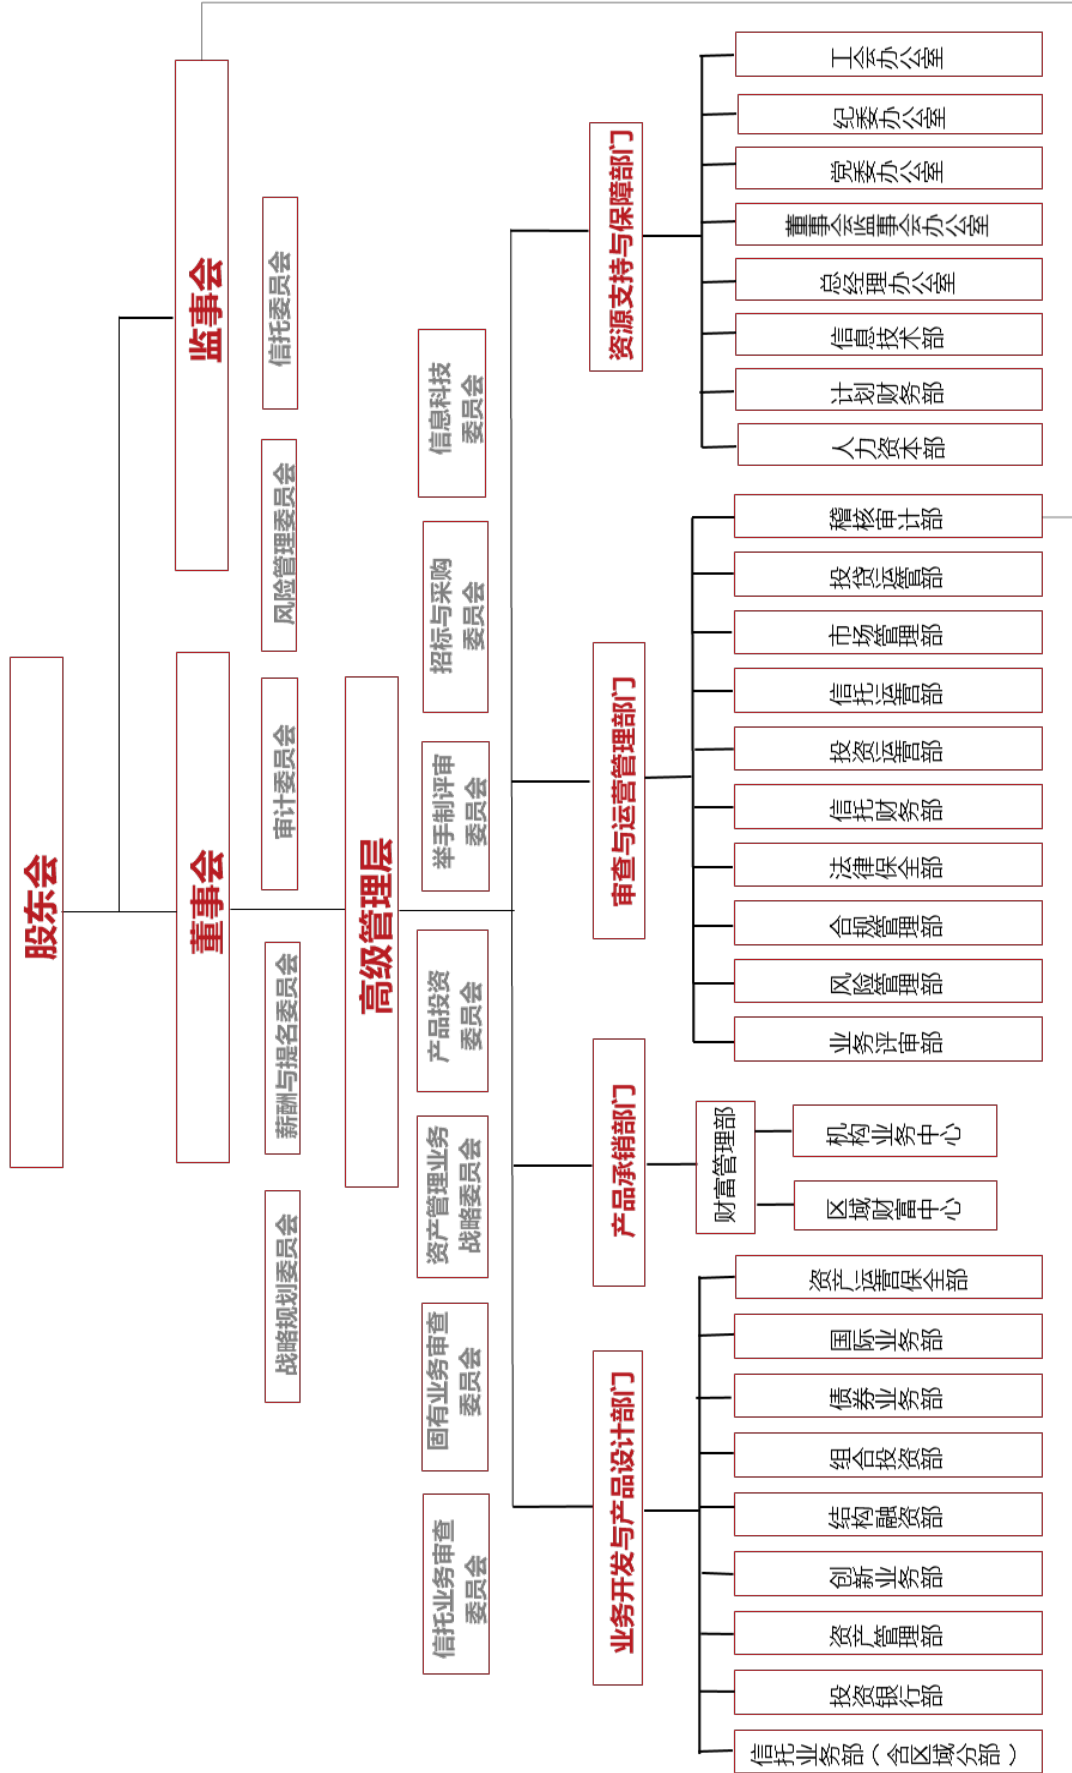 股东会
董事会
监事会
战略规划委员会
薪酬与提名委员会
审计委员会
风险管理委员会
信托委员会
高级管理层
信托业务审查
委员会
固有业务审查
委员会
资产管理业务
战略委员会
产品投资
委员会
举手制评审
委员会
招标与采购
委员会
信息科技
委员会
业务开发与产品设计部门
产品承销部门
审查与运营管理部门
资源支持与保障部门
信托业务部（含区域分部）
投资银行部
资产管理部
创新业务部
结构融资部
组合投资部
债券业务部
国际业务部
资产运营保全部
财富管理部
区域财富中心
机构业务中心
业务评审部
风险管理部
合规管理部
法律保全部
信托财务部
投资运营部
信托运营部
市场管理部
投贷运管部
稽核审计部
人力资本部
计划财务部
信息技术部
总经理办公室
董事会监事会办公室
党委办公室
纪委办公室
工会办公室